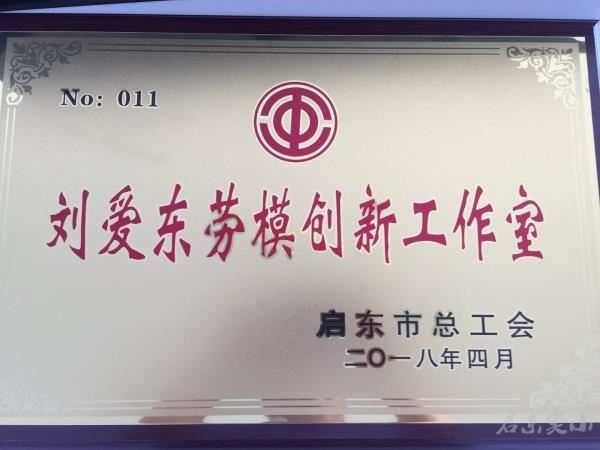 No: 011
刘爱东劳模创新工作室
启东市总工会
二〇一八年四月